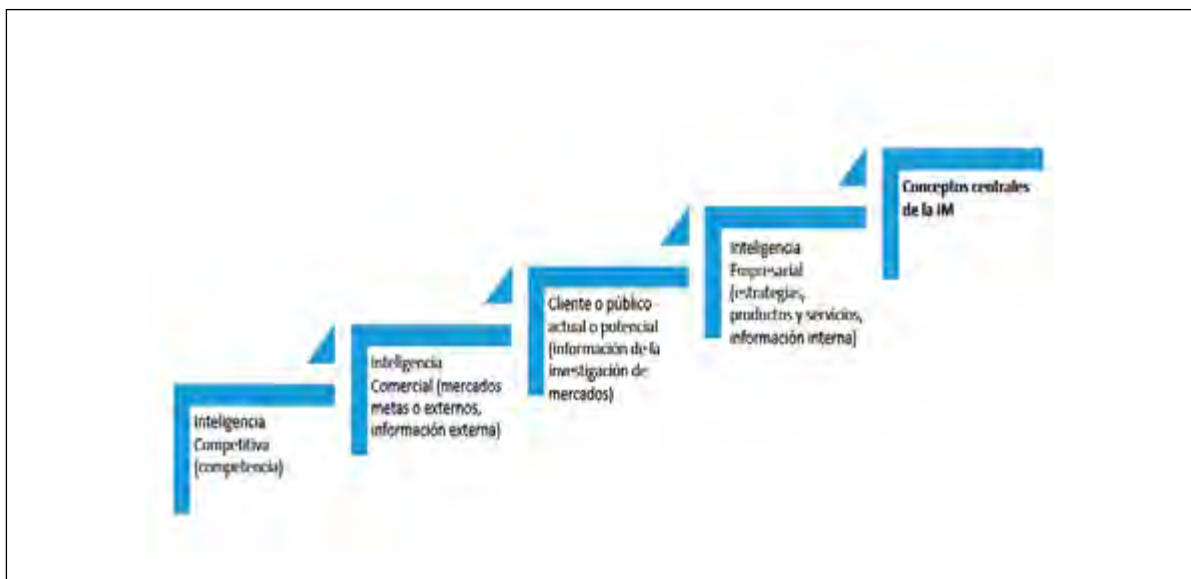 Inteligencia
Competitiva
(competencia)
Inteligencia
Comercial (mercados
metas o externos,
información externa)
Cliente o público
actual o potencial
(información de la
investigación de
mercados)
Inteligencia
Empresarial
(estrategias,
productos y servicios,
información interna)
Conceptos centrales
de la IM